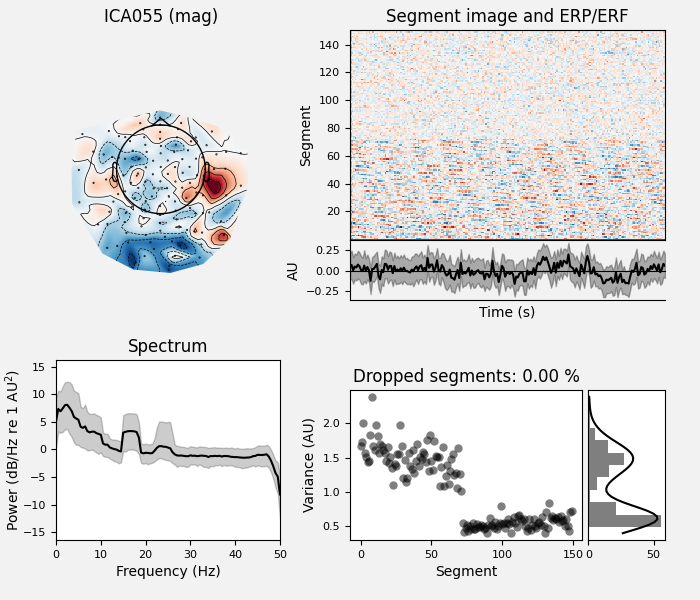 ICA055 (mag)
Segment image and ERP/ERF
140
120
100
80
60
40
20
Segment
0.25
0.00
−0.25
AU
Time (s)
Spectrum
15
10
5
0
−5
−10
−15
Power (dB/Hz re 1 AU²)
0 10 20 30 40 50
Frequency (Hz)
Dropped segments: 0.00 %
2.0
1.5
1.0
0.5
Variance (AU)
0 50 100 150
Segment
0 50